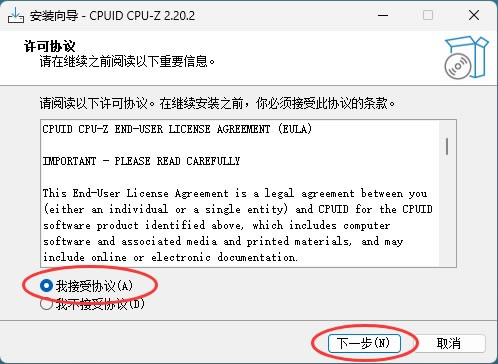 安装向导 - CPUID CPU-Z 2.20.2
许可协议
请在继续之前阅读以下重要信息。
请阅读以下许可协议。在继续安装之前，你必须接受此协议的条款。
CPUID CPU-Z END-USER LICENSE AGREEMENT (EULA)
IMPORTANT - PLEASE READ CAREFULLY
This End-User License Agreement is a legal agreement between you
(either an individual or a single entity) and CPUID for the CPUID
software product identified above, which includes computer
software and associated media and printed materials, and may
include online or electronic documentation.
我接受协议(A)
我不接受协议(D)
下一步(N)
取消